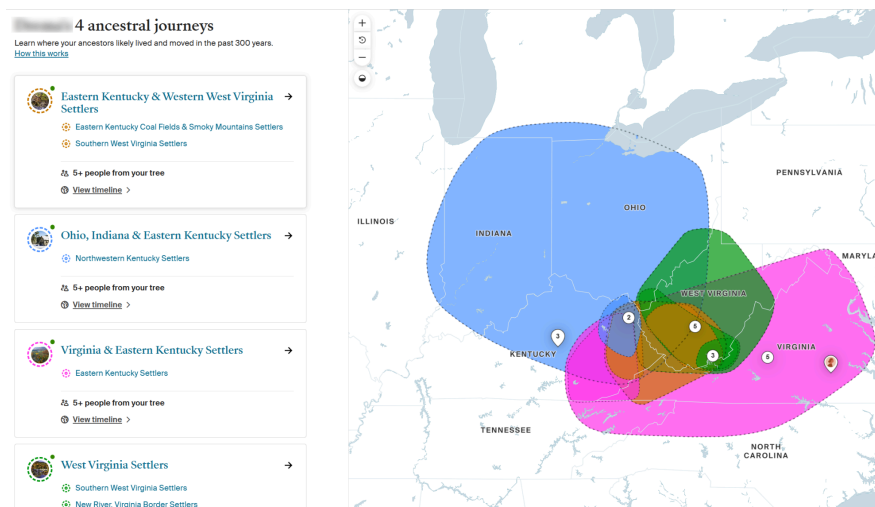 4 ancestral journeys
Learn where your ancestors likely lived and moved in the past 300 years.
How this works
Eastern Kentucky & Western West Virginia
Settlers
Eastern Kentucky Coal Fields & Smoky Mountains Settlers
Southern West Virginia Settlers
5+ people from your tree
View timeline >
Ohio, Indiana & Eastern Kentucky Settlers
Northwestern Kentucky Settlers
5+ people from your tree
View timeline >
Virginia & Eastern Kentucky Settlers
Eastern Kentucky Settlers
5+ people from your tree
View timeline >
West Virginia Settlers
Southern West Virginia Settlers
New River, Virginia Border Settlers
PENNSYLVANIA
OHIO
ILLINOIS
INDIANA
MARYLA
WEST VIRGINIA
2
5
3
VIRGINIA
KENTUCKY
3
5
TENNESSEE
NORTH
CAROLINA